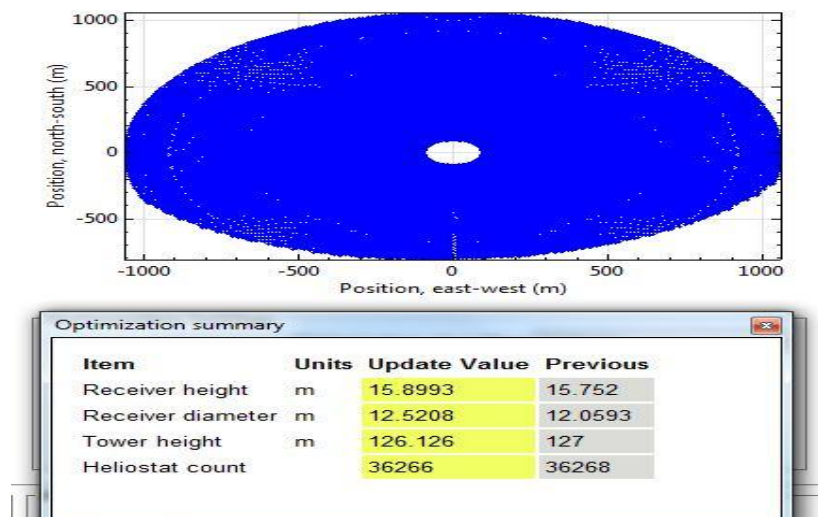 1000
500
0
-500
Position, north-south (m)
-1000 -500 0 500 1000
Position, east-west (m)
Optimization summary
Item Units Update Value Previous
Receiver height m 15.8993 15.752
Receiver diameter m 12.5208 12.0593
Tower height m 126.126 127
Heliostat count 36266 36268